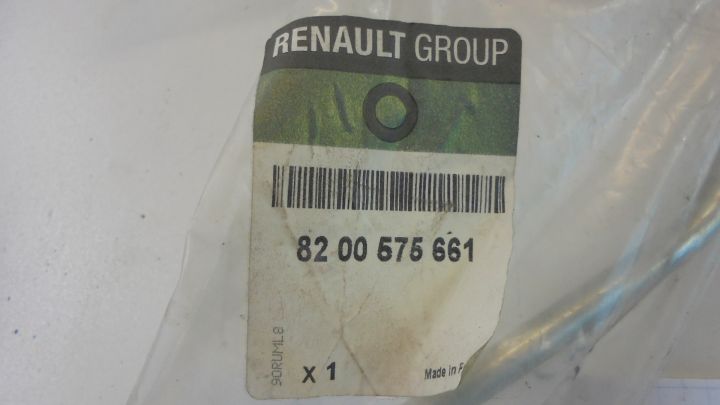 RENAULT GROUP
82 00 575 661
90RUML8
X 1
Made in F